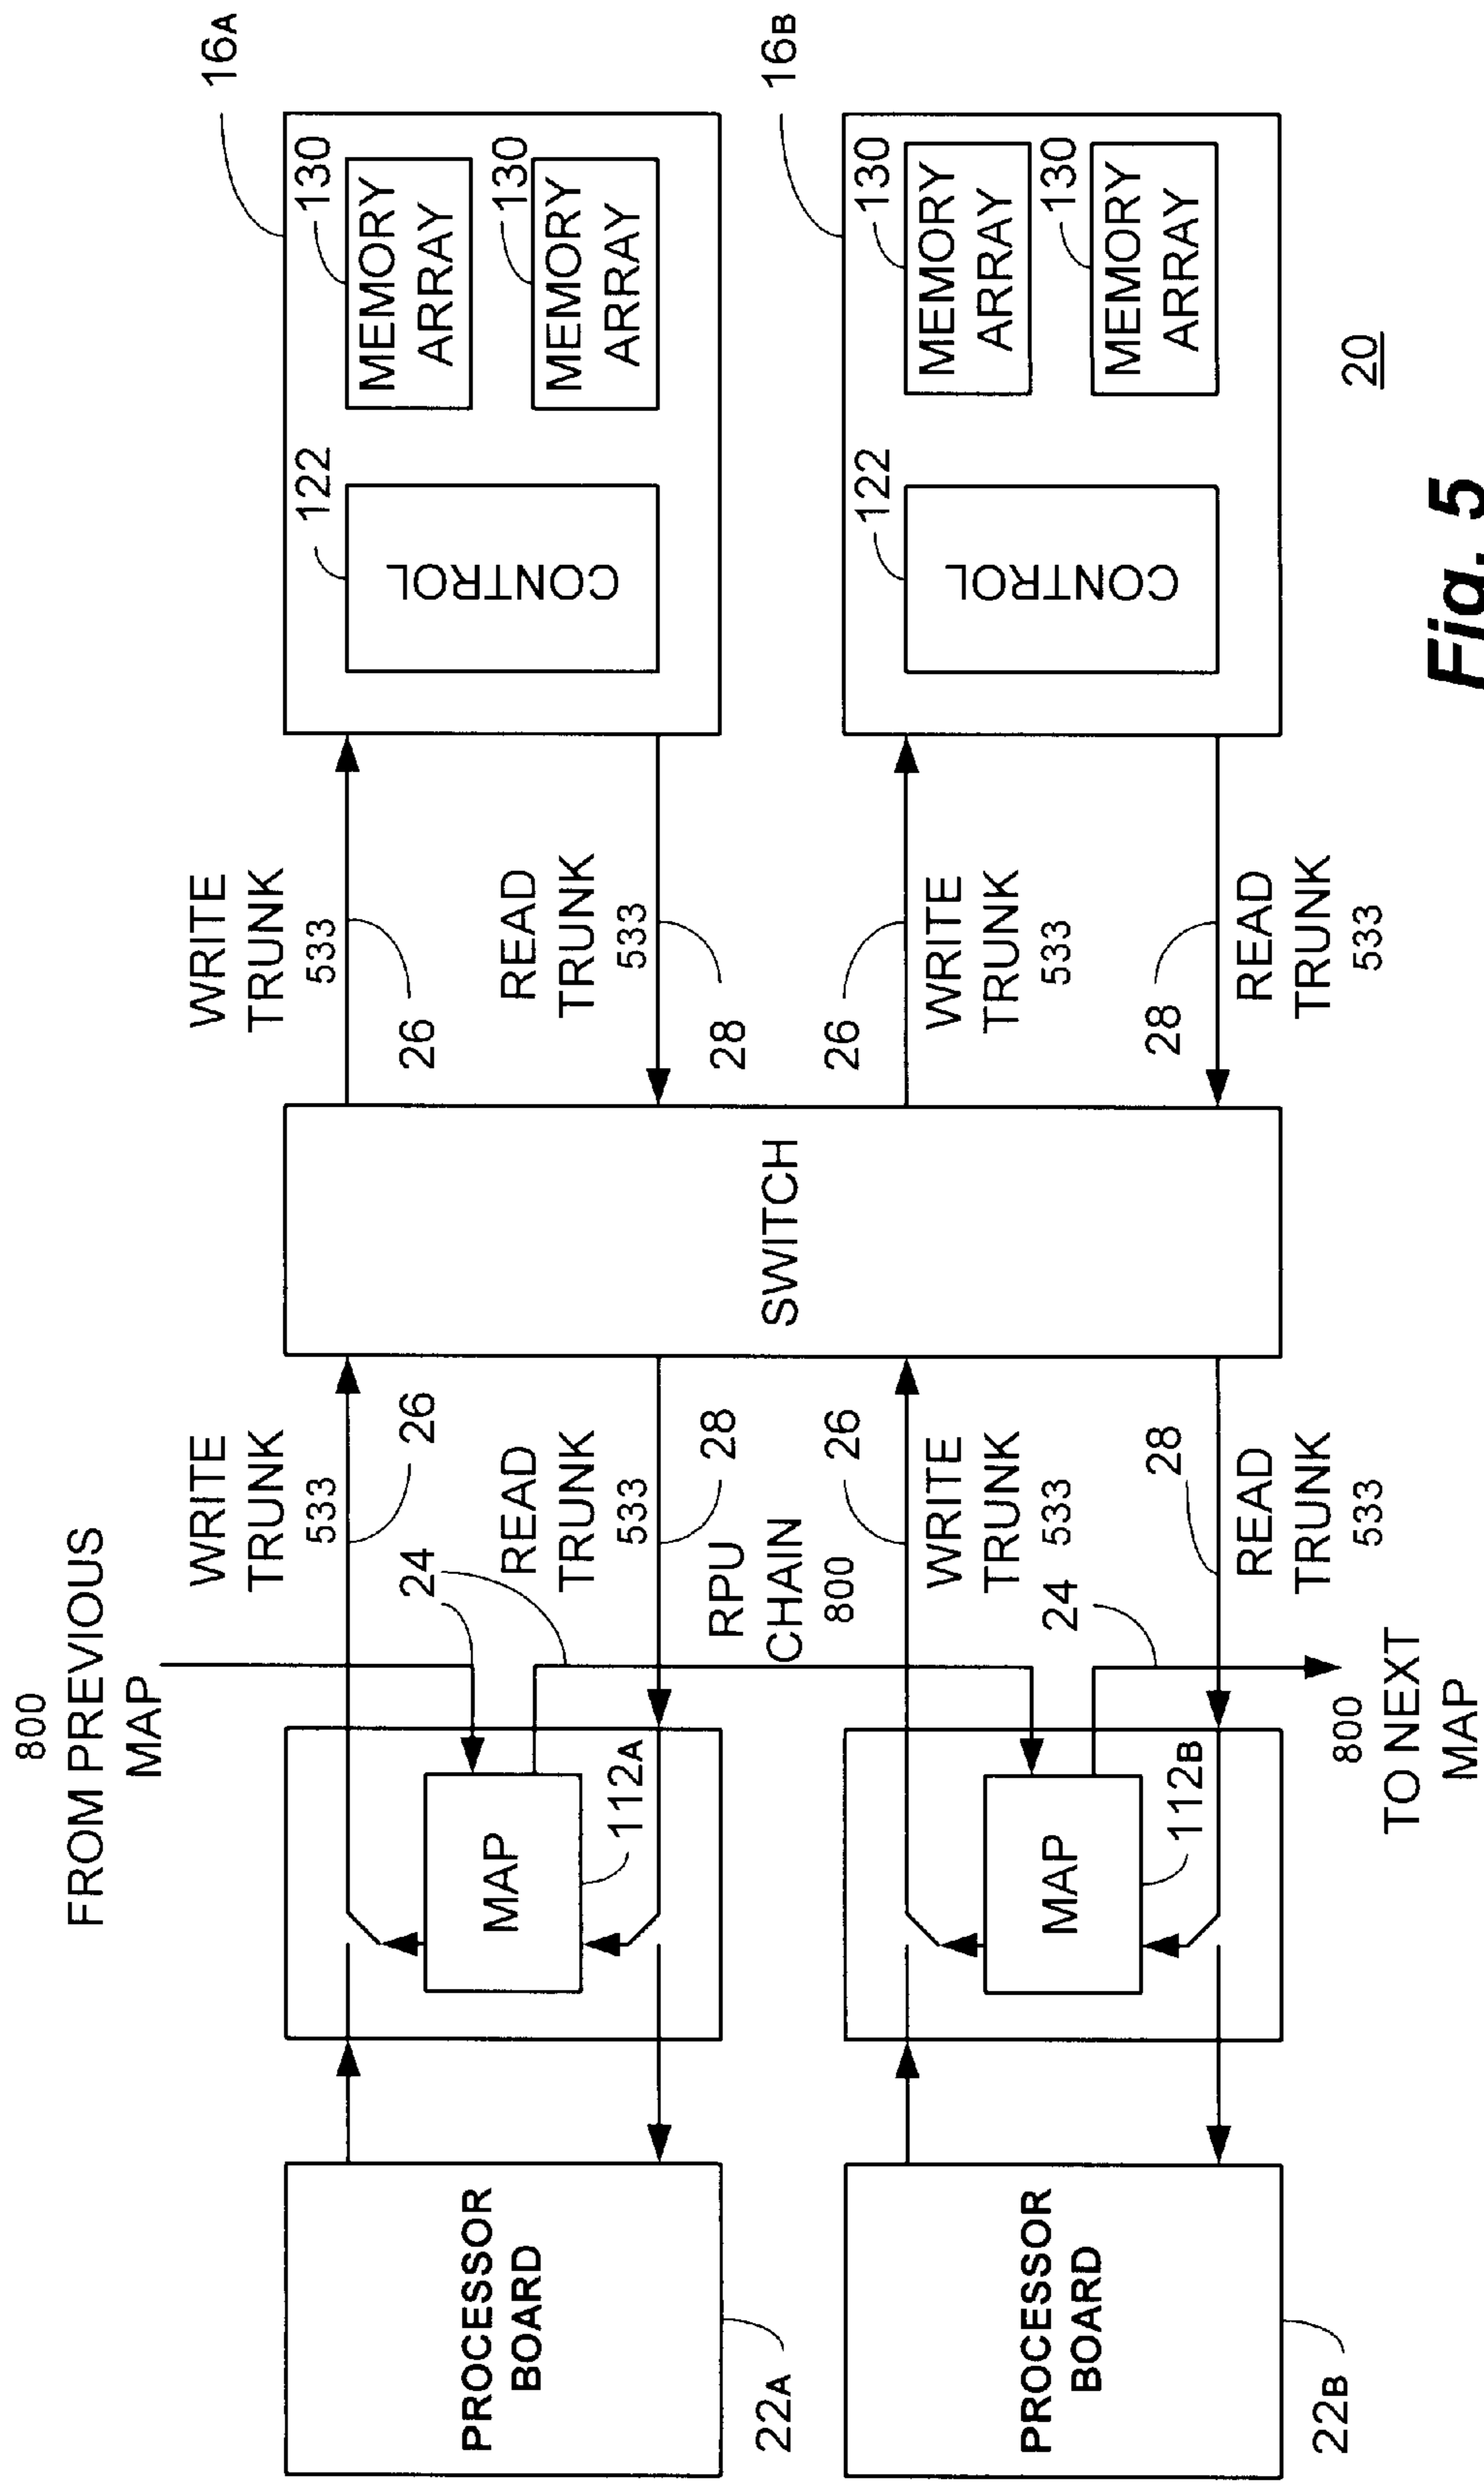 800
FROM PREVIOUS
MAP
WRITE
TRUNK
533
26
WRITE
TRUNK
533
26
16A
24
READ
TRUNK
533
28
READ
TRUNK
533
28
122
CONTROL
130
MEMORY
ARRAY
130
MEMORY
ARRAY
PROCESSOR
BOARD
22A
MAP
112A
RPU
CHAIN
800
SWITCH
26
WRITE
TRUNK
533
26
WRITE
TRUNK
533
16B
24
28
READ
TRUNK
533
28
READ
TRUNK
533
122
CONTROL
130
MEMORY
ARRAY
130
MEMORY
ARRAY
PROCESSOR
BOARD
22B
MAP
112B
800
TO NEXT
MAP
20
Fig. 5